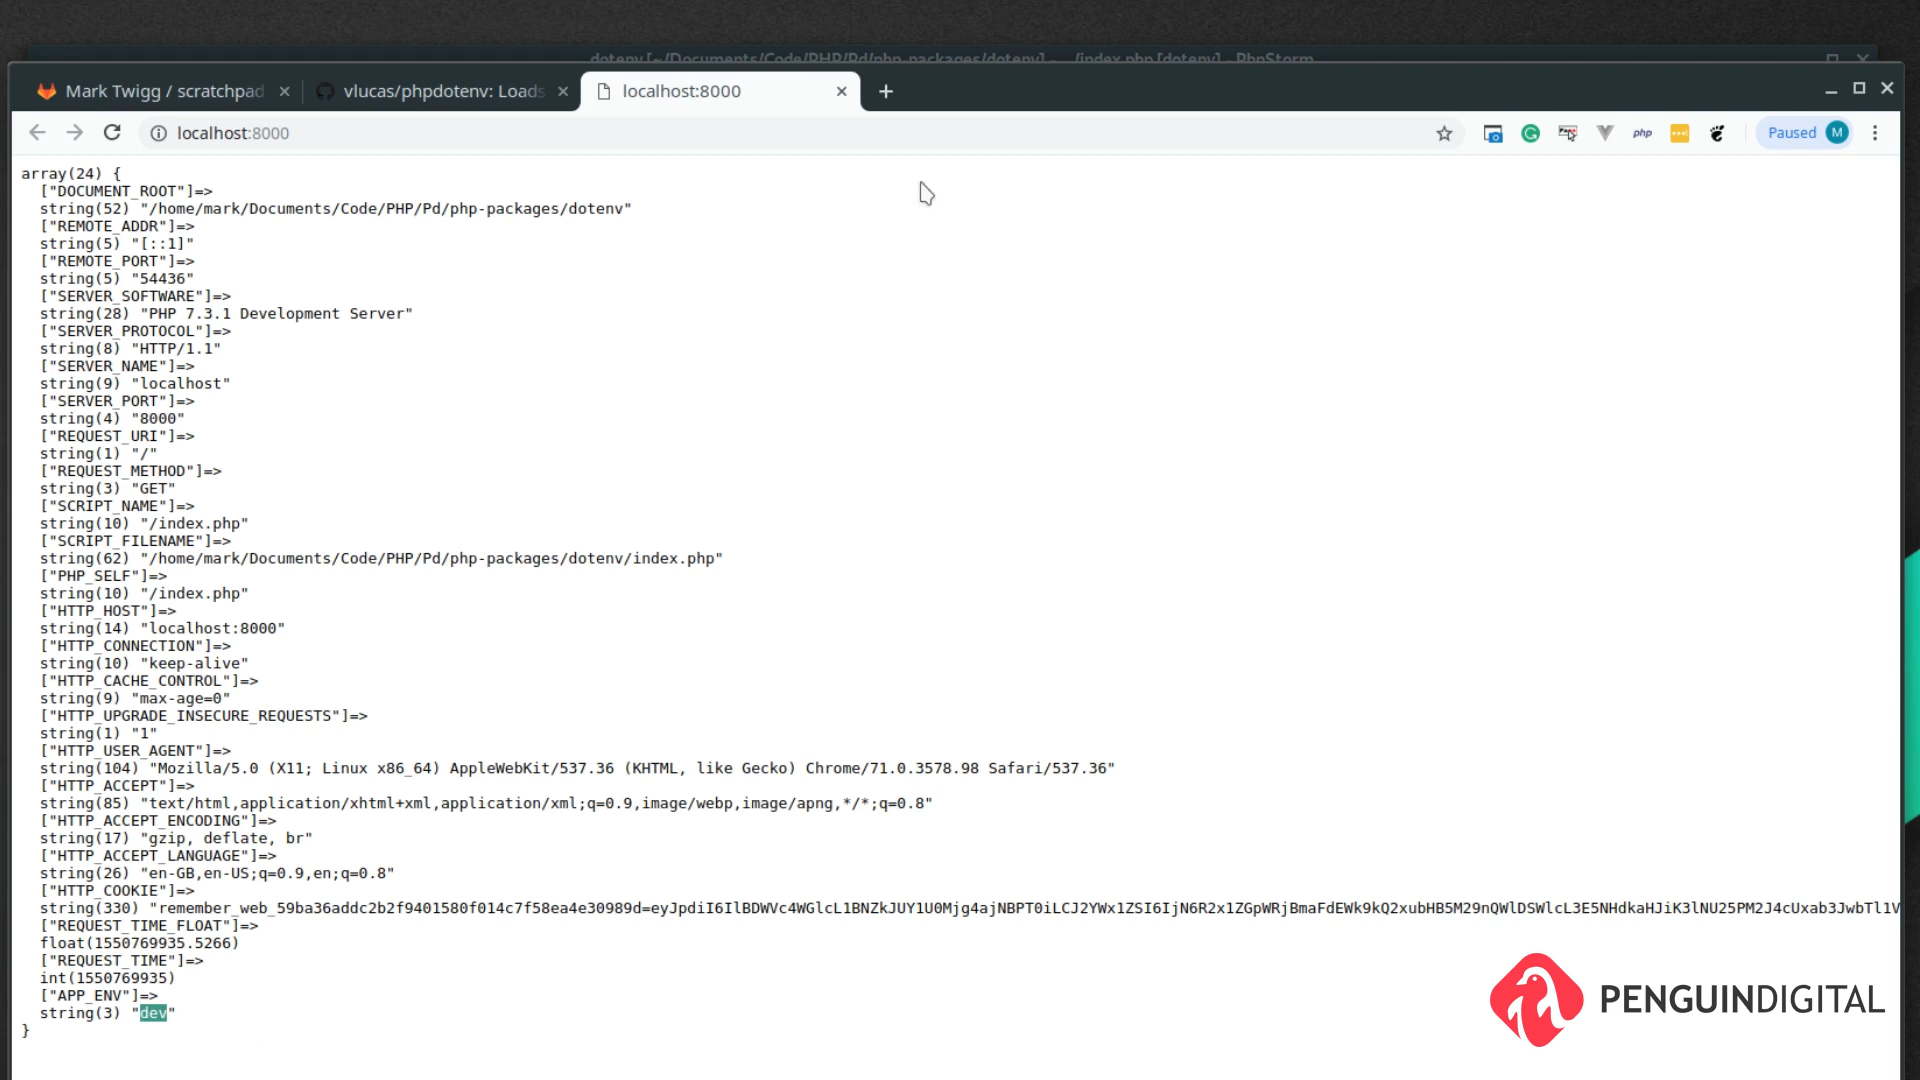 dotenv [~/Documents/Code/PHP/Pd/php-packages/dotenv] - .../index.php [dotenv] - PhpStorm
Mark Twigg / scratchpad
vlucas/phpdotenv: Loads
localhost:8000
localhost:8000
php
Paused
M
array(24) {
["DOCUMENT_ROOT"]=>
string(52) "/home/mark/Documents/Code/PHP/Pd/php-packages/dotenv"
["REMOTE_ADDR"]=>
string(5) "[::1]"
["REMOTE_PORT"]=>
string(5) "54436"
["SERVER_SOFTWARE"]=>
string(28) "PHP 7.3.1 Development Server"
["SERVER_PROTOCOL"]=>
string(8) "HTTP/1.1"
["SERVER_NAME"]=>
string(9) "localhost"
["SERVER_PORT"]=>
string(4) "8000"
["REQUEST_URI"]=>
string(1) "/"
["REQUEST_METHOD"]=>
string(3) "GET"
["SCRIPT_NAME"]=>
string(10) "/index.php"
["SCRIPT_FILENAME"]=>
string(62) "/home/mark/Documents/Code/PHP/Pd/php-packages/dotenv/index.php"
["PHP_SELF"]=>
string(10) "/index.php"
["HTTP_HOST"]=>
string(14) "localhost:8000"
["HTTP_CONNECTION"]=>
string(10) "keep-alive"
["HTTP_CACHE_CONTROL"]=>
string(9) "max-age=0"
["HTTP_UPGRADE_INSECURE_REQUESTS"]=>
string(1) "1"
["HTTP_USER_AGENT"]=>
string(104) "Mozilla/5.0 (X11; Linux x86_64) AppleWebKit/537.36 (KHTML, like Gecko) Chrome/71.0.3578.98 Safari/537.36"
["HTTP_ACCEPT"]=>
string(85) "text/html,application/xhtml+xml,application/xml;q=0.9,image/webp,image/apng,*/*;q=0.8"
["HTTP_ACCEPT_ENCODING"]=>
string(17) "gzip, deflate, br"
["HTTP_ACCEPT_LANGUAGE"]=>
string(26) "en-GB,en-US;q=0.9,en;q=0.8"
["HTTP_COOKIE"]=>
string(330) "remember_web_59ba36addc2b2f9401580f014c7f58ea4e30989d=eyJpdiI6IlBDWVc4WGlcL1BNZkJUY1U0Mjg4ajNBPT0iLCJ2YWx1ZSI6IjN6R2x1ZGpWRjBmaFdEWk9kQ2xubHB5M29nQWlDSWlcL3E5NHdkaHJiK3lNU25PM2J4cUxab3JwbTl1V
["REQUEST_TIME_FLOAT"]=>
float(1550769935.5266)
["REQUEST_TIME"]=>
int(1550769935)
["APP_ENV"]=>
string(3) "dev"
}
PENGUINDIGITAL